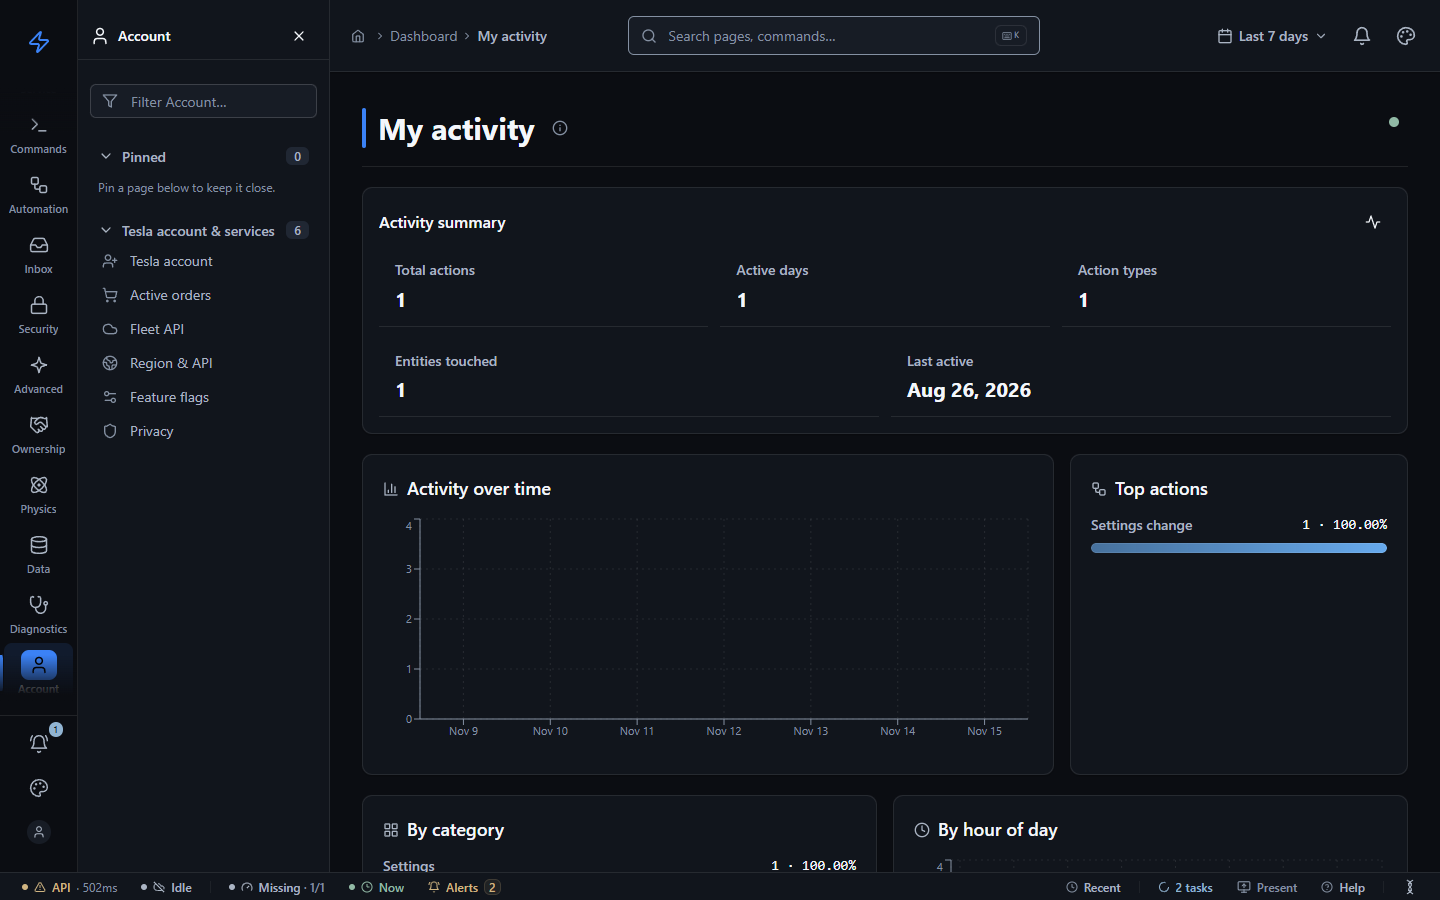 Commands
Automation
Inbox
Security
Advanced
Ownership
Physics
Data
Diagnostics
Account
1
Account
Filter Account...
Pinned 0
Pin a page below to keep it close.
Tesla account & services 6
Tesla account
Active orders
Fleet API
Region & API
Feature flags
Privacy
Dashboard My activity
Search pages, commands... K
Last 7 days
My activity
Activity summary
Total actions Active days Action types
1 1 1
Entities touched Last active
1 Aug 26, 2026
Activity over time
4
3
2
1
0
Nov 9 Nov 10 Nov 11 Nov 12 Nov 13 Nov 14 Nov 15
Top actions
Settings change 1 · 100.00%
By category
Settings 1 · 100.00%
By hour of day
4
API · 502ms Idle Missing · 1/1 Now Alerts 2 Recent 2 tasks Present Help